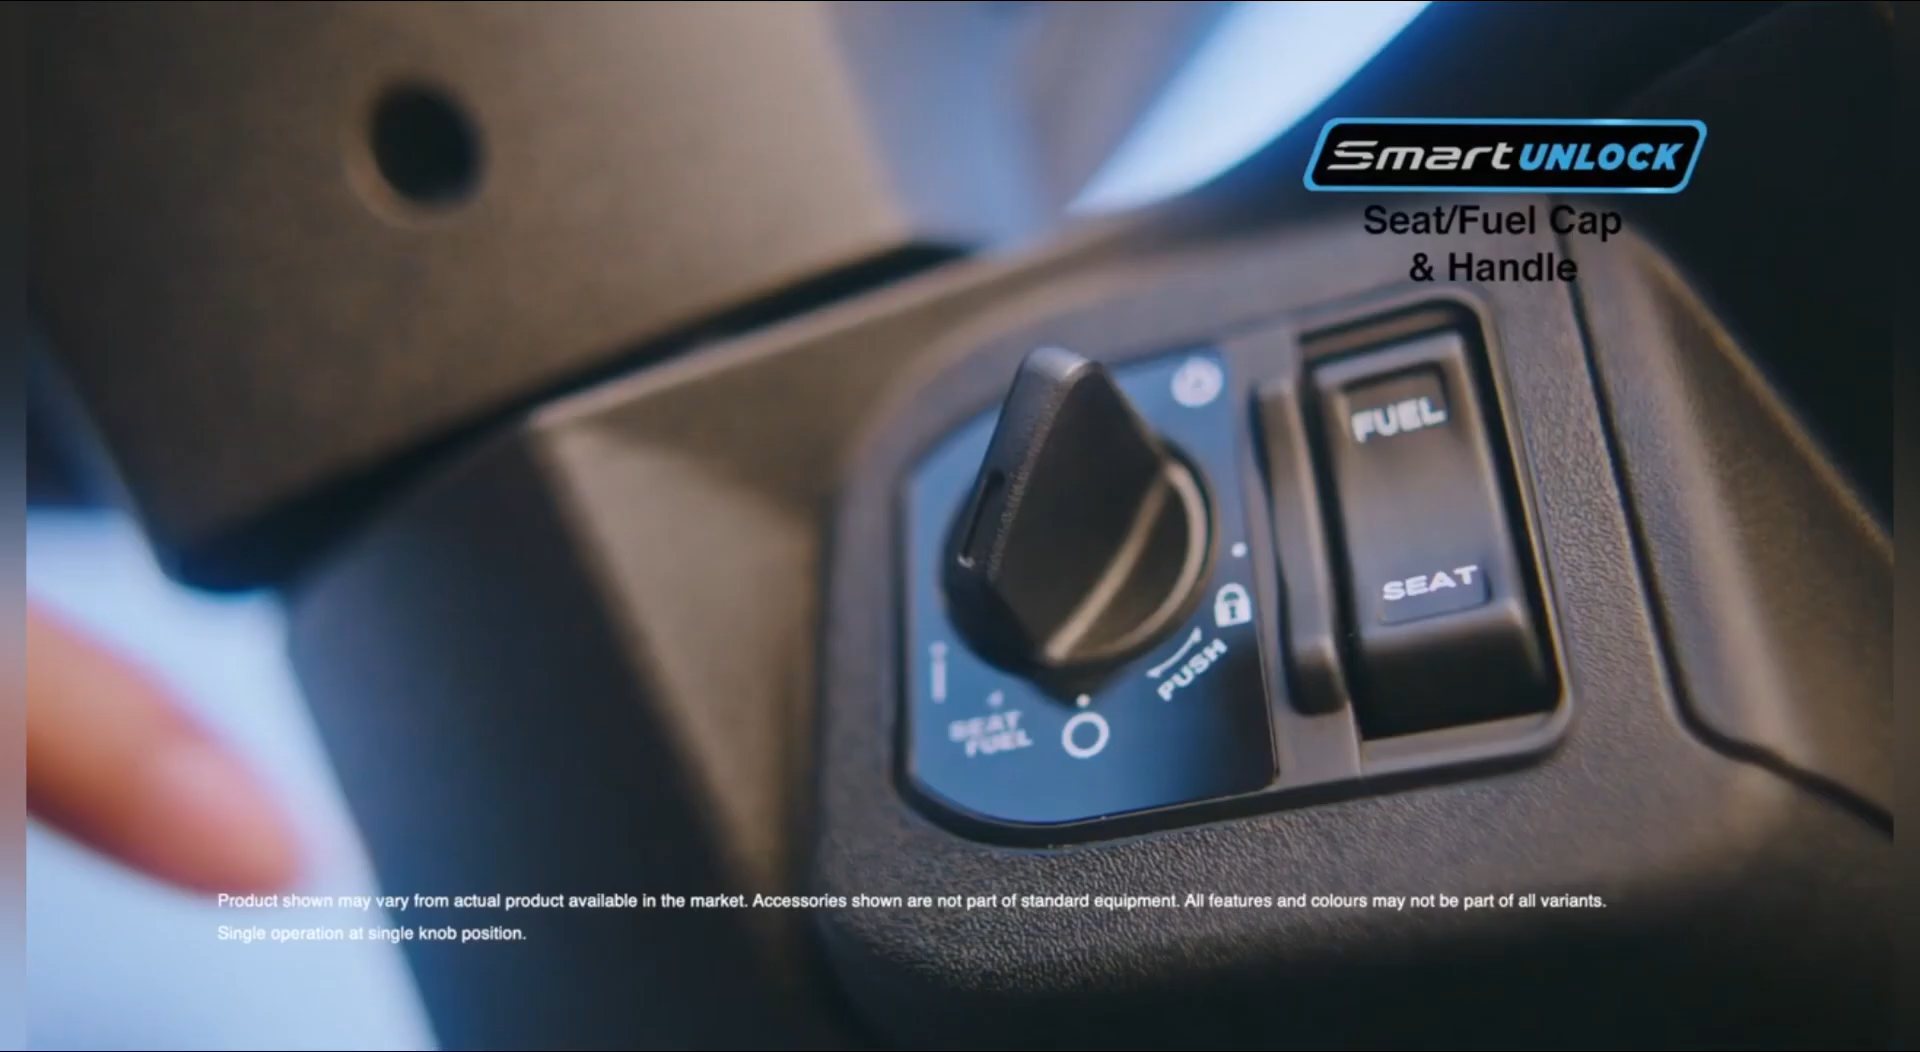 Smart UNLOCK
Seat/Fuel Cap
& Handle
FUEL
SEAT
PUSH
SEAT
FUEL
Product shown may vary from actual product available in the market. Accessories shown are not part of standard equipment. All features and colours may not be part of all variants.
Single operation at single knob position.